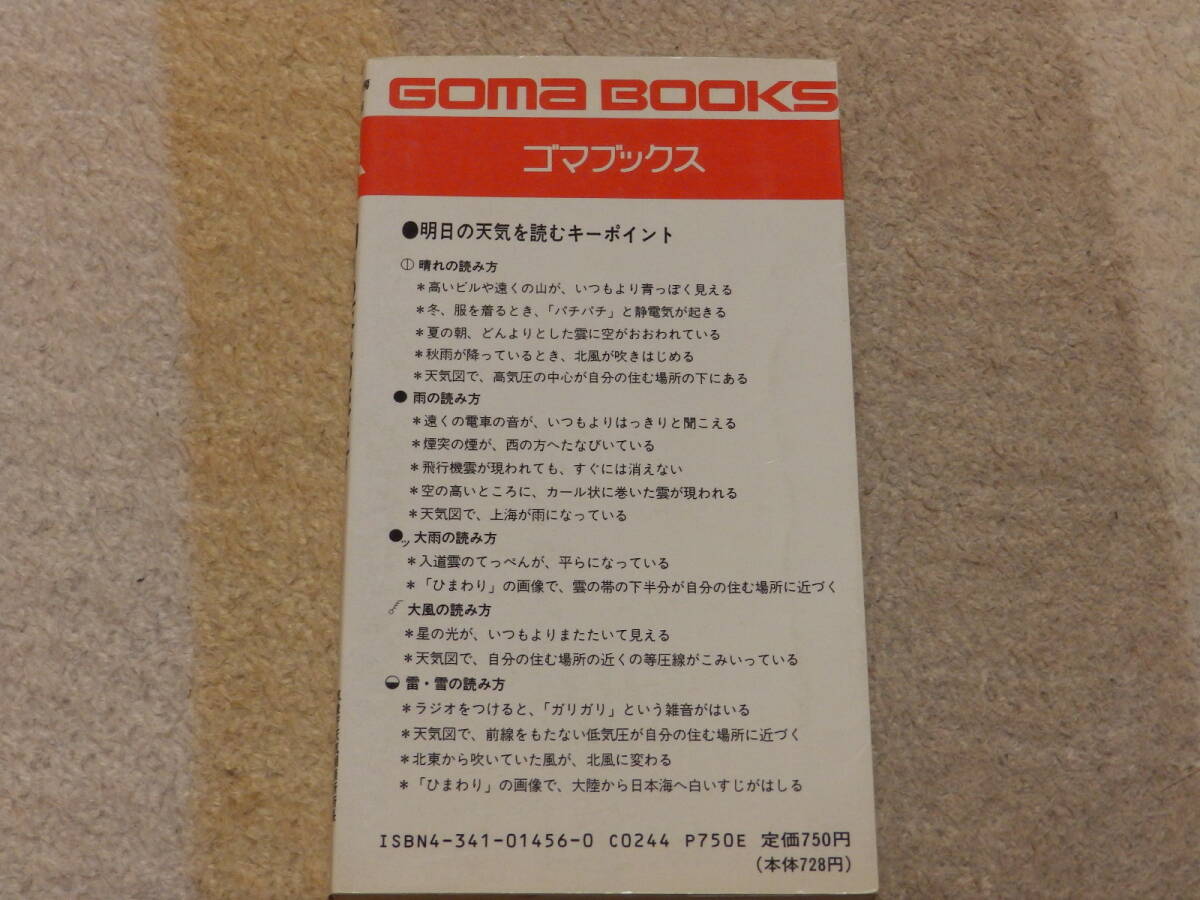 GOMA BOOKS
ゴマブックス
●明日の天気を読むキーポイント
晴れの読み方
＊高いビルや遠くの山が、いつもより青っぽく見える
＊冬、服を着るとき、「パチパチ」と静電気が起きる
＊夏の朝、どんよりとした雲に空がおおわれている
＊秋雨が降っているとき、北風が吹きはじめる
＊天気図で、高気圧の中心が自分の住む場所の下にある
● 雨の読み方
＊遠くの電車の音が、いつもよりはっきりと聞こえる
＊煙突の煙が、西の方へたなびいている
＊飛行機雲が現われても、すぐには消えない
＊空の高いところに、カール状に巻いた雲が現われる
＊天気図で、上海が雨になっている
●ッ 大雨の読み方
＊入道雲のてっぺんが、平らになっている
＊「ひまわり」の画像で、雲の帯の下半分が自分の住む場所に近づく
大風の読み方
＊星の光が、いつもよりまたたいて見える
＊天気図で、自分の住む場所の近くの等圧線がこみいっている
雷・雪の読み方
＊ラジオをつけると、「ガリガリ」という雑音がはいる
＊天気図で、前線をもたない低気圧が自分の住む場所に近づく
＊北東から吹いていた風が、北風に変わる
＊「ひまわり」の画像で、大陸から日本海へ白いすじがはしる
ISBN4-341-01456-0 C0244 P750E 定価750円
(本体728円)